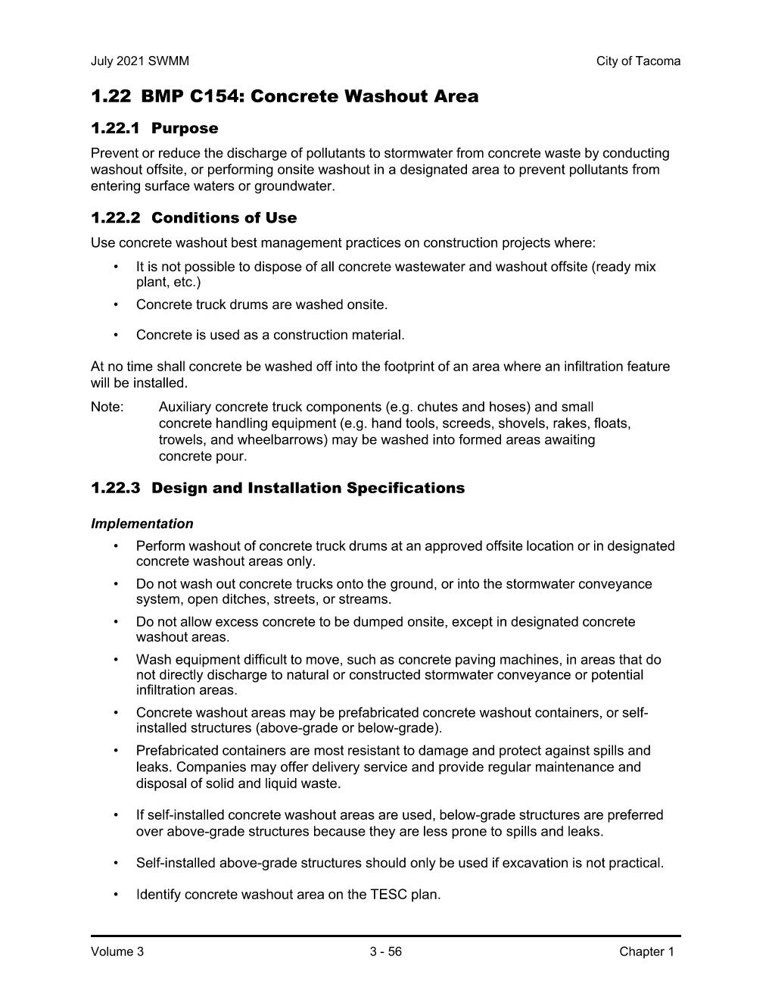 July 2021 SWMM
City of Tacoma
1.22 BMP C154: Concrete Washout Area
1.22.1 Purpose
Prevent or reduce the discharge of pollutants to stormwater from concrete waste by conducting
washout offsite, or performing onsite washout in a designated area to prevent pollutants from
entering surface waters or groundwater.
1.22.2 Conditions of Use
Use concrete washout best management practices on construction projects where:
• It is not possible to dispose of all concrete wastewater and washout offsite (ready mix
plant, etc.)
• Concrete truck drums are washed onsite.
• Concrete is used as a construction material.
At no time shall concrete be washed off into the footprint of an area where an infiltration feature
will be installed.
Note: Auxiliary concrete truck components (e.g. chutes and hoses) and small
concrete handling equipment (e.g. hand tools, screeds, shovels, rakes, floats,
trowels, and wheelbarrows) may be washed into formed areas awaiting
concrete pour.
1.22.3 Design and Installation Specifications
Implementation
• Perform washout of concrete truck drums at an approved offsite location or in designated
concrete washout areas only.
• Do not wash out concrete trucks onto the ground, or into the stormwater conveyance
system, open ditches, streets, or streams.
• Do not allow excess concrete to be dumped onsite, except in designated concrete
washout areas.
• Wash equipment difficult to move, such as concrete paving machines, in areas that do
not directly discharge to natural or constructed stormwater conveyance or potential
infiltration areas.
• Concrete washout areas may be prefabricated concrete washout containers, or self-
installed structures (above-grade or below-grade).
• Prefabricated containers are most resistant to damage and protect against spills and
leaks. Companies may offer delivery service and provide regular maintenance and
disposal of solid and liquid waste.
• If self-installed concrete washout areas are used, below-grade structures are preferred
over above-grade structures because they are less prone to spills and leaks.
• Self-installed above-grade structures should only be used if excavation is not practical.
• Identify concrete washout area on the TESC plan.
Volume 3
3 - 56
Chapter 1